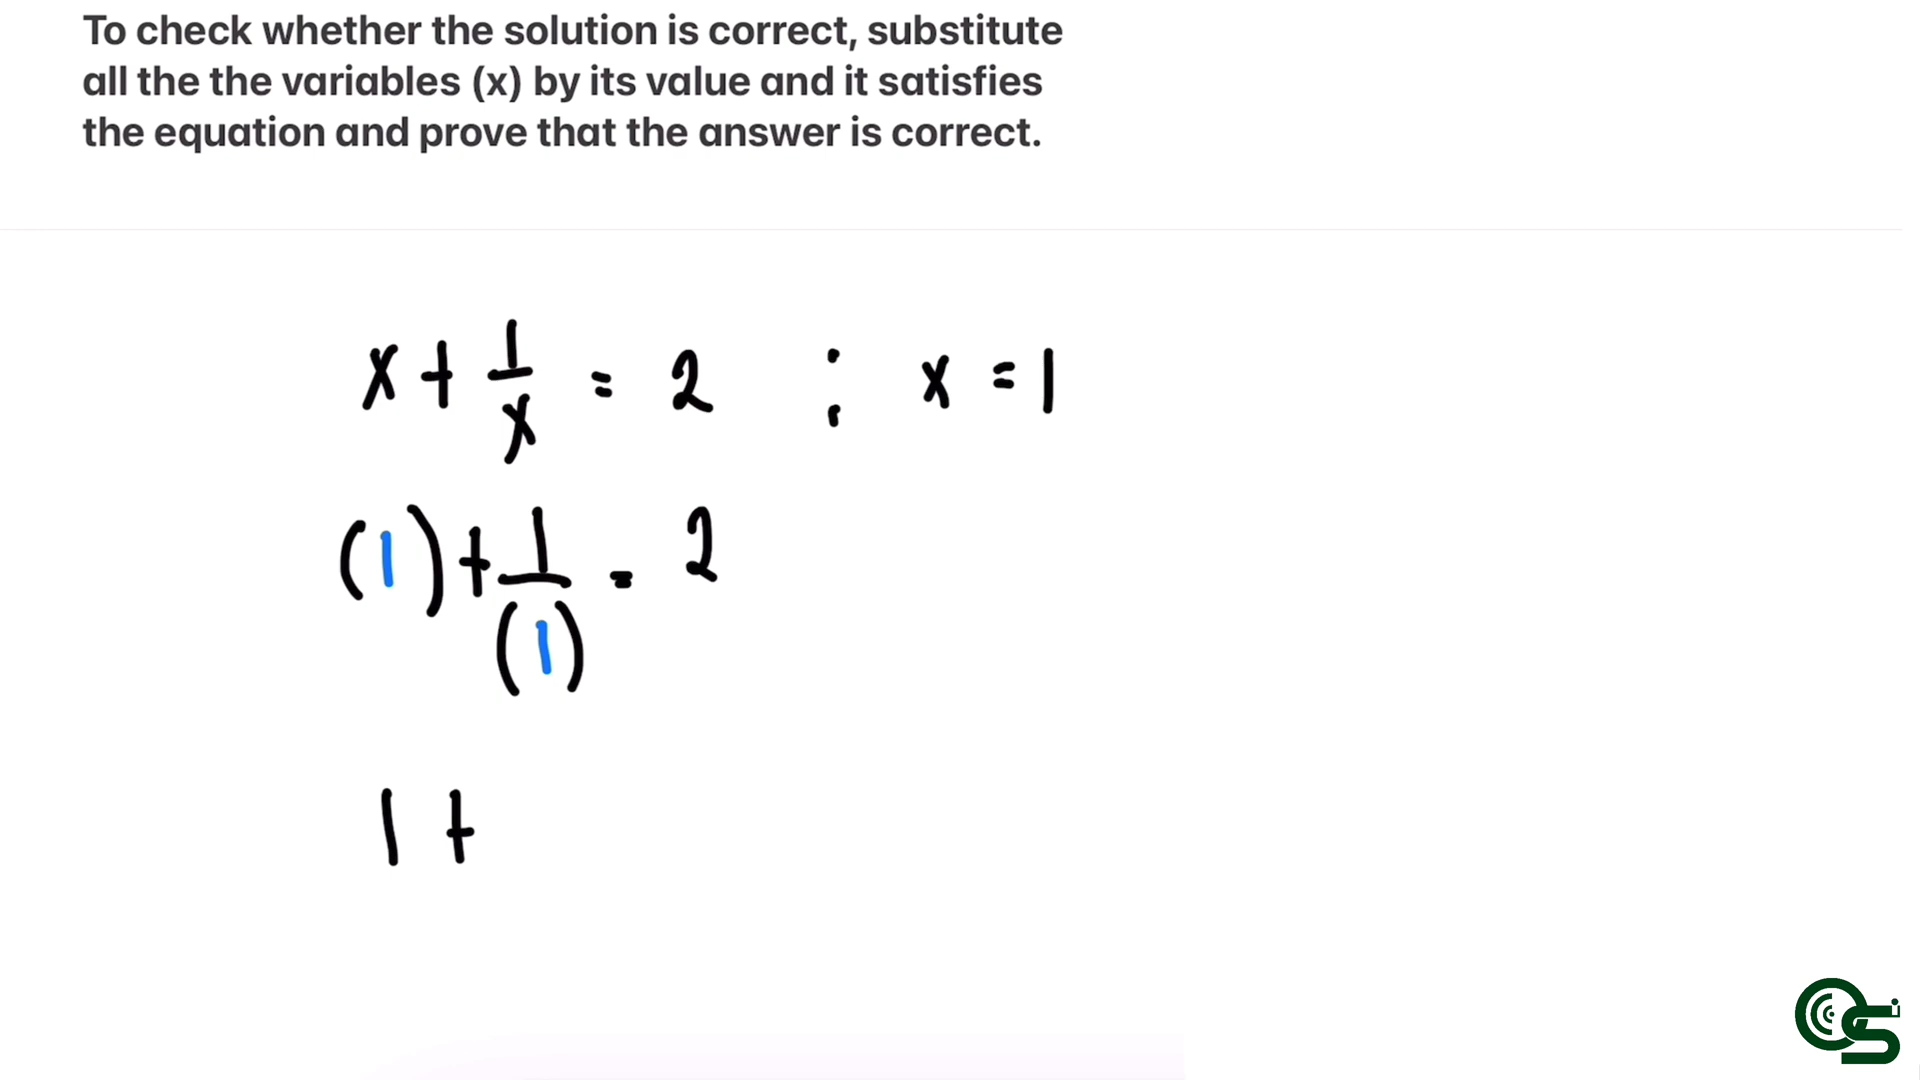 To check whether the solution is correct, substitute
all the the variables (x) by its value and it satisfies
the equation and prove that the answer is correct.
x + 1/x = 2 : x = 1
(1) + 1/(1) = 2
1 +